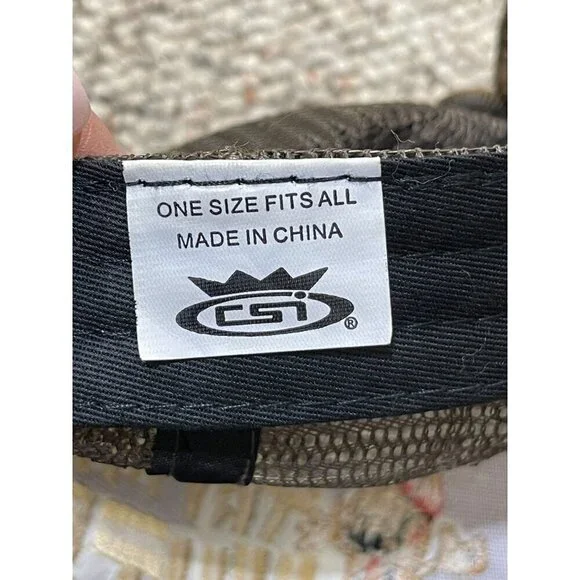 ONE SIZE FITS ALL
MADE IN CHINA
CSI ®